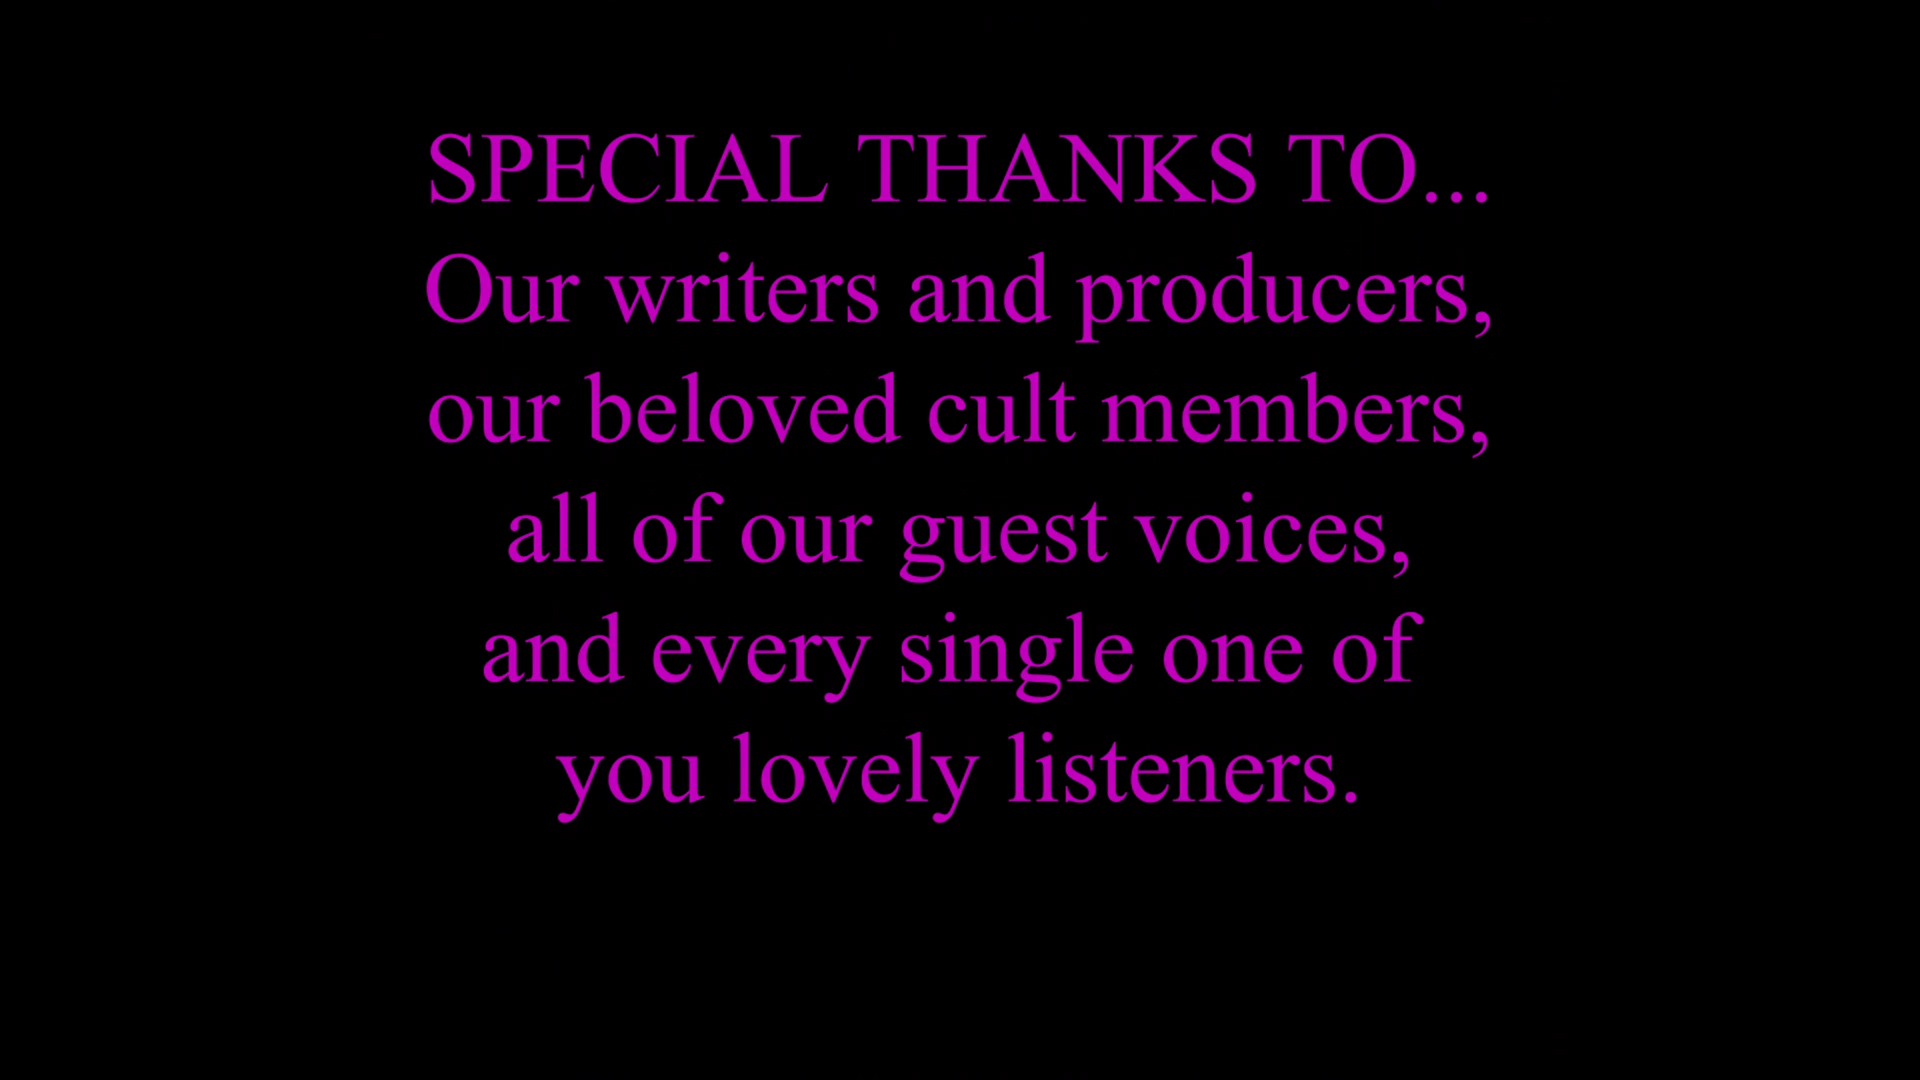 SPECIAL THANKS TO...
Our writers and producers,
our beloved cult members,
all of our guest voices,
and every single one of
you lovely listeners.